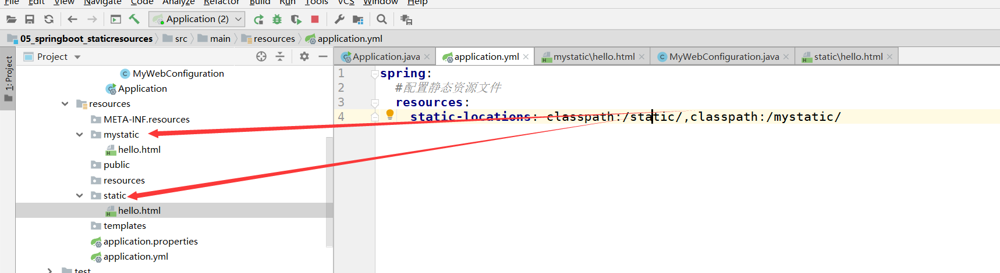 File Edit View Navigate Code Analyze Refactor Build Run Tools VCS Window Help
Application (2)
05_springboot_staticresources src main resources application.yml
1: Project
Project
Application.java application.yml mystatic\hello.html MyWebConfiguration.java static\hello.html
MyWebConfiguration
Application
resources
META-INF.resources
mystatic
hello.html
public
resources
static
hello.html
templates
application.properties
application.yml
test
1 spring:
2 #配置静态资源文件
3 resources:
4 static-locations: classpath:/static/,classpath:/mystatic/